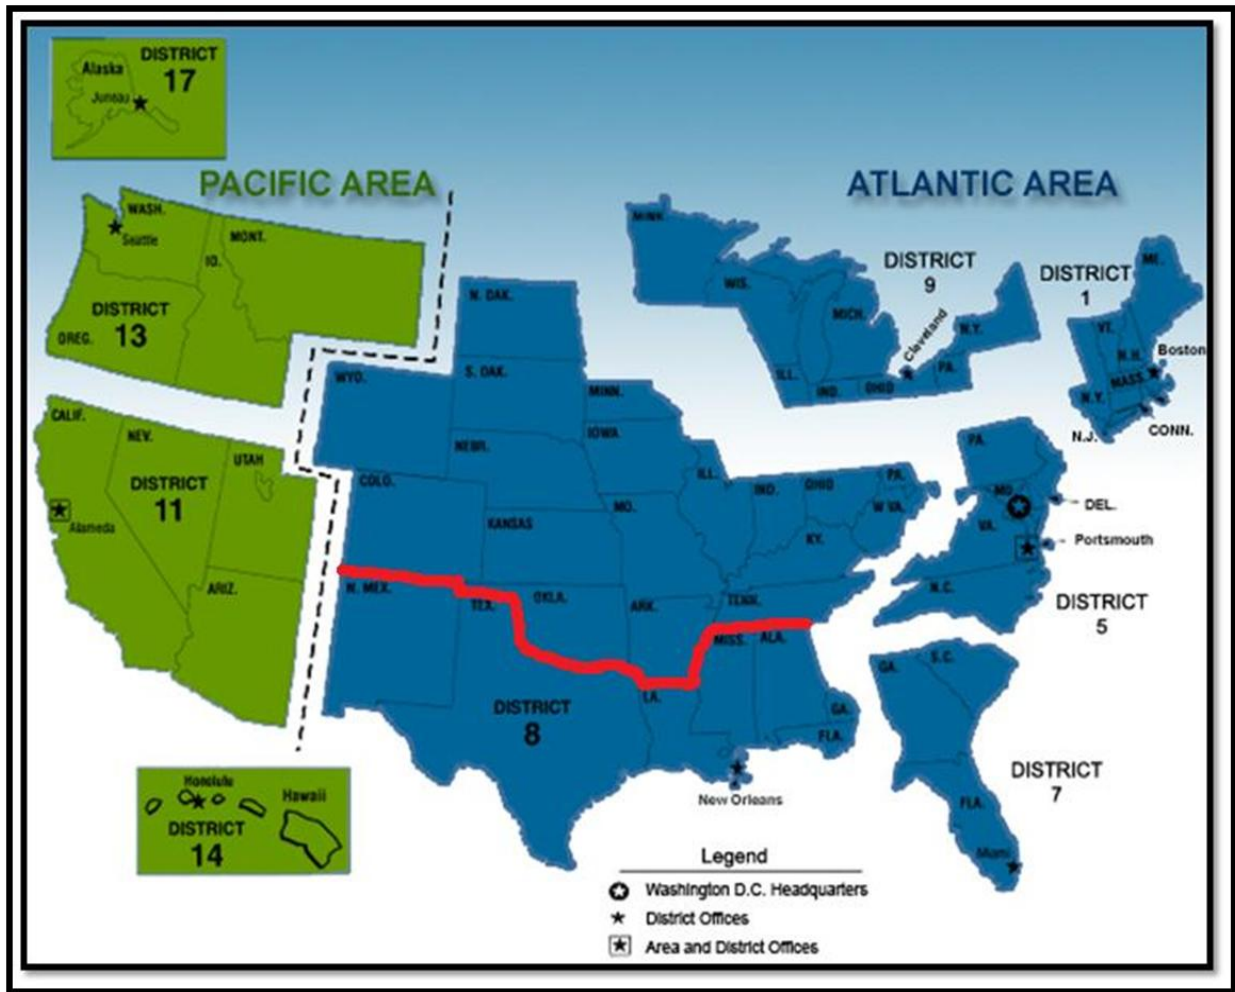 DISTRICT
17
Alaska
Juneau
PACIFIC AREA
ATLANTIC AREA
WASH.
Seattle
MONT.
ID.
DISTRICT
13
OREG.
CALIF.
NEV.
UTAH
DISTRICT
11
Alameda
ARIZ.
Honolulu
Hawaii
DISTRICT
14
N. DAK.
S. DAK.
WYO.
MINN.
NEBR.
IOWA
COLO.
KANSAS
MO.
ILL.
IND.
OHIO
PA.
W VA.
KY.
N. MEX.
TEX.
OKLA.
ARK.
TENN.
MISS.
ALA.
LA.
GA.
FLA.
DISTRICT
8
New Orleans
MINN.
WIS.
MICH.
ILL.
IND.
OHIO
PA.
N.Y.
Cleveland
DISTRICT
9
DISTRICT
1
ME.
VT.
N.H.
MASS.
Boston
N.Y.
N.J.
CONN.
PA.
MD.
DEL.
VA.
Portsmouth
N.C.
DISTRICT
5
GA.
S.C.
FLA.
Miami
DISTRICT
7
Legend
Washington D.C. Headquarters
District Offices
Area and District Offices